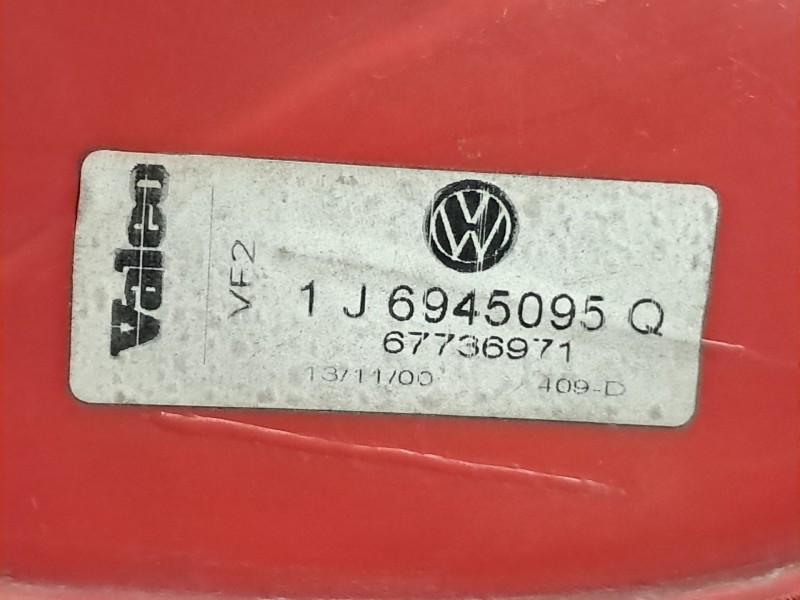 Valeo
VF2
1 J 6945095 Q
67736971
13/11/00 409-D